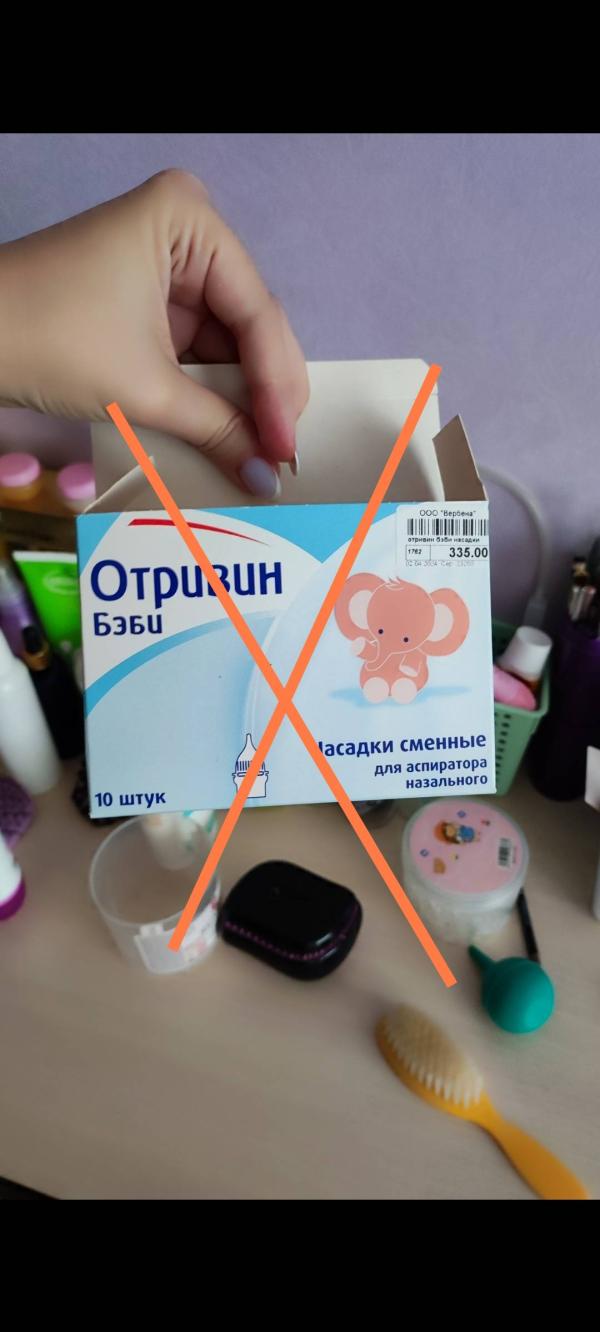 ООО "Вербена"
отривин бэби насадки
1762
335.00
Отривин
Бэби
Насадки сменные
для аспиратора
назального
10 штук